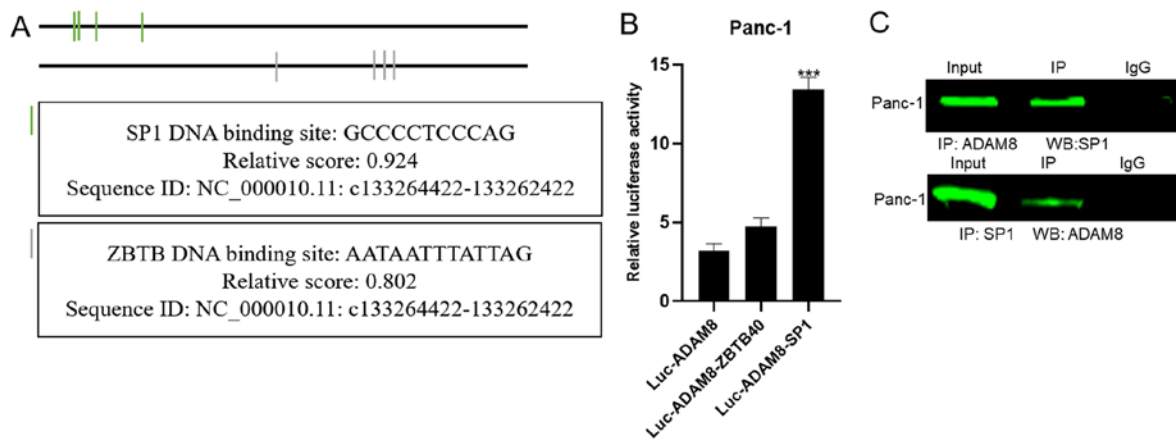 A
SP1 DNA binding site: GCCCCTCCCAG
Relative score: 0.924
Sequence ID: NC_000010.11: c133264422-133262422
ZBTB DNA binding site: AATAATTTATTAG
Relative score: 0.802
Sequence ID: NC_000010.11: c133264422-133262422
B
Panc-1
Relative luciferase activity
15
10
5
0
***
Luc-ADAM8
Luc-ADAM8-ZBTB40
Luc-ADAM8-SP1
C
Input IP IgG
Panc-1
IP: ADAM8 WB:SP1
Input IP IgG
Panc-1
IP: SP1 WB: ADAM8